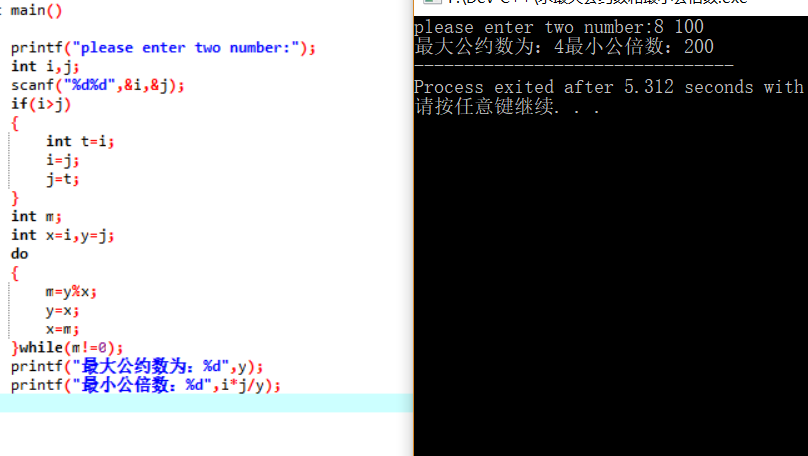 main()
printf("please enter two number:");
int i,j;
scanf("%d%d",&i,&j);
if(i>j)
{
int t=i;
i=j;
j=t;
}
int m;
int x=i,y=j;
do
{
m=y%x;
y=x;
x=m;
}while(m!=0);
printf("最大公约数为：%d",y);
printf("最小公倍数：%d",i*j/y);
please enter two number:8 100
最大公约数为：4最小公倍数：200
--------------------------------
Process exited after 5.312 seconds with
请按任意键继续. . .